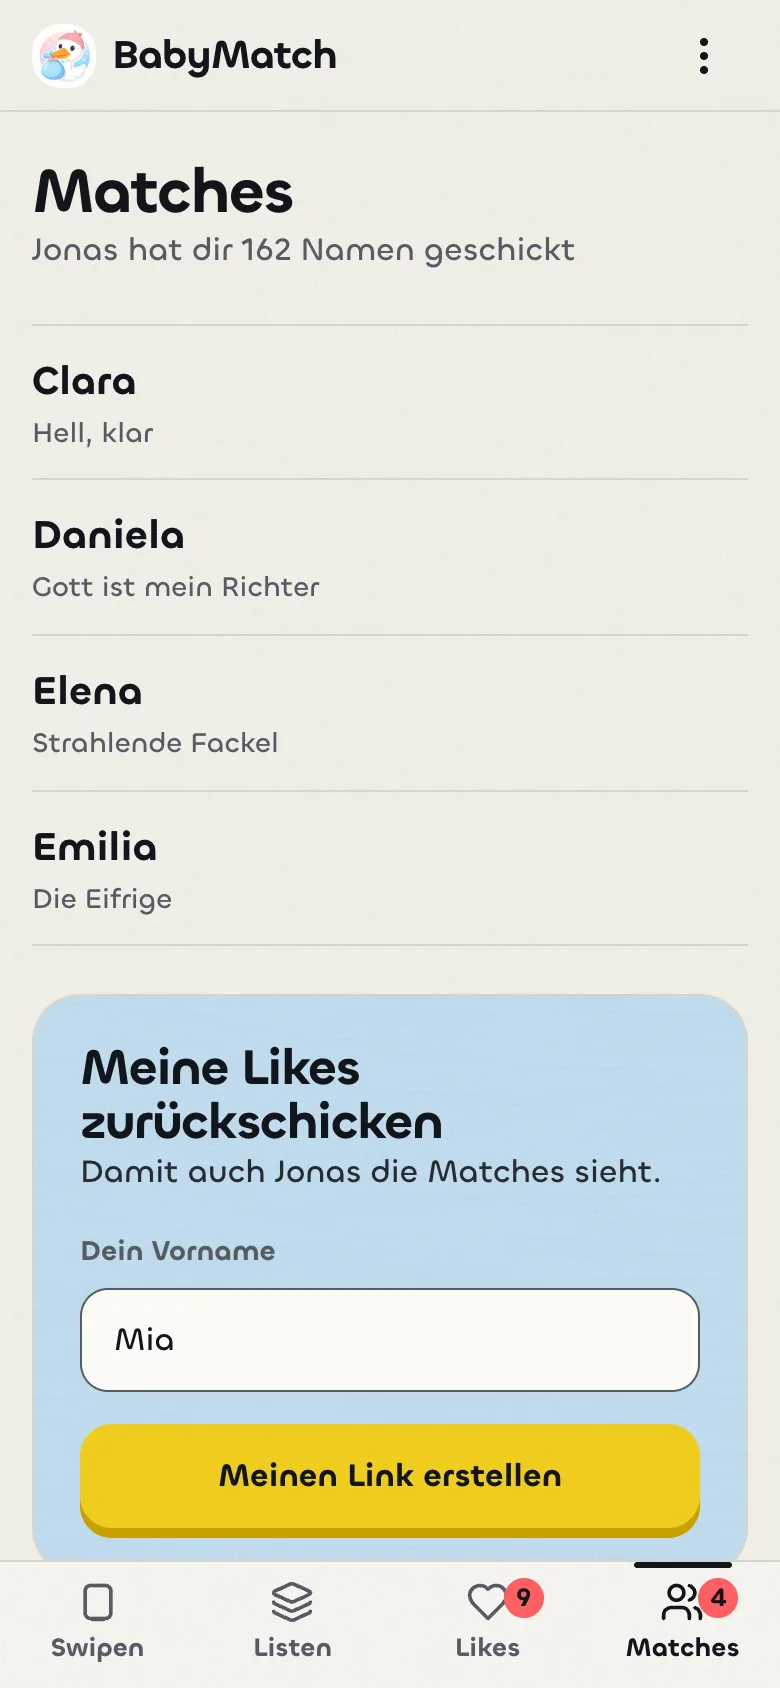 BabyMatch
Matches
Jonas hat dir 162 Namen geschickt
Clara
Hell, klar
Daniela
Gott ist mein Richter
Elena
Strahlende Fackel
Emilia
Die Eifrige
Meine Likes
zurückschicken
Damit auch Jonas die Matches sieht.
Dein Vorname
Mia
Meinen Link erstellen
9
4
Swipen
Listen
Likes
Matches